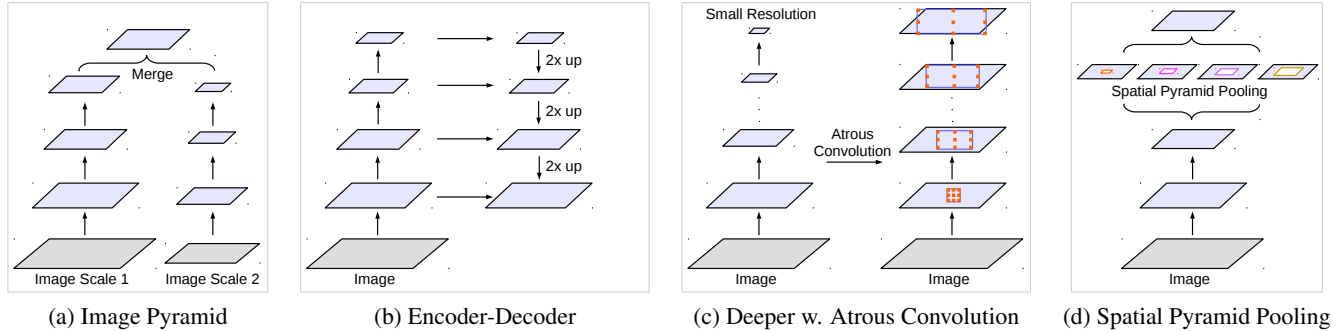 Merge
Image Scale 1
Image Scale 2
(a) Image Pyramid
2x up
2x up
2x up
Image
(b) Encoder-Decoder
Small Resolution
Atrous
Convolution
Image
Image
(c) Deeper w. Atrous Convolution
Spatial Pyramid Pooling
Image
(d) Spatial Pyramid Pooling